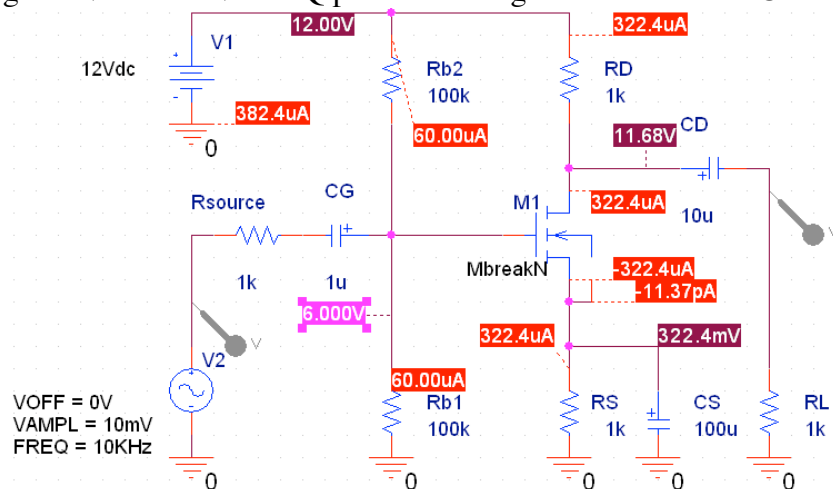 12.00V
322.4uA
V1
12Vdc
Rb2
100k
RD
1k
382.4uA
0
60.00uA
11.68V
CD
10u
Rsource
1k
CG
1u
M1
322.4uA
MbreakN
-322.4uA
-11.37pA
6.000V
V
V
322.4uA
322.4mV
V2
VOFF = 0V
VAMPL = 10mV
FREQ = 10KHz
60.00uA
Rb1
100k
RS
1k
CS
100u
RL
1k
0
0
0
0
0